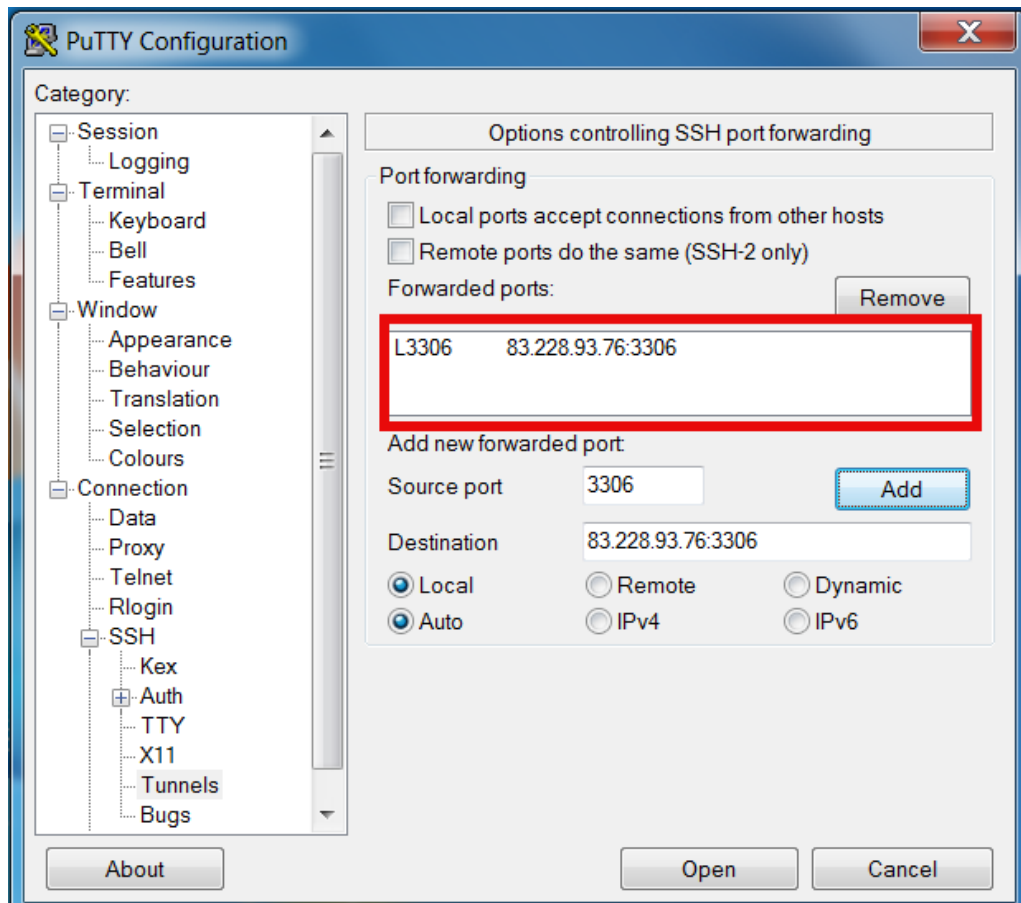 PuTTY Configuration
X
Category:
Session
Logging
Terminal
Keyboard
Bell
Features
Window
Appearance
Behaviour
Translation
Selection
Colours
Connection
Data
Proxy
Telnet
Rlogin
SSH
Kex
Auth
TTY
X11
Tunnels
Bugs
Options controlling SSH port forwarding
Port forwarding
Local ports accept connections from other hosts
Remote ports do the same (SSH-2 only)
Forwarded ports:
Remove
L3306 83.228.93.76:3306
Add new forwarded port:
Source port 3306 Add
Destination 83.228.93.76:3306
Local Remote Dynamic
Auto IPv4 IPv6
About Open Cancel